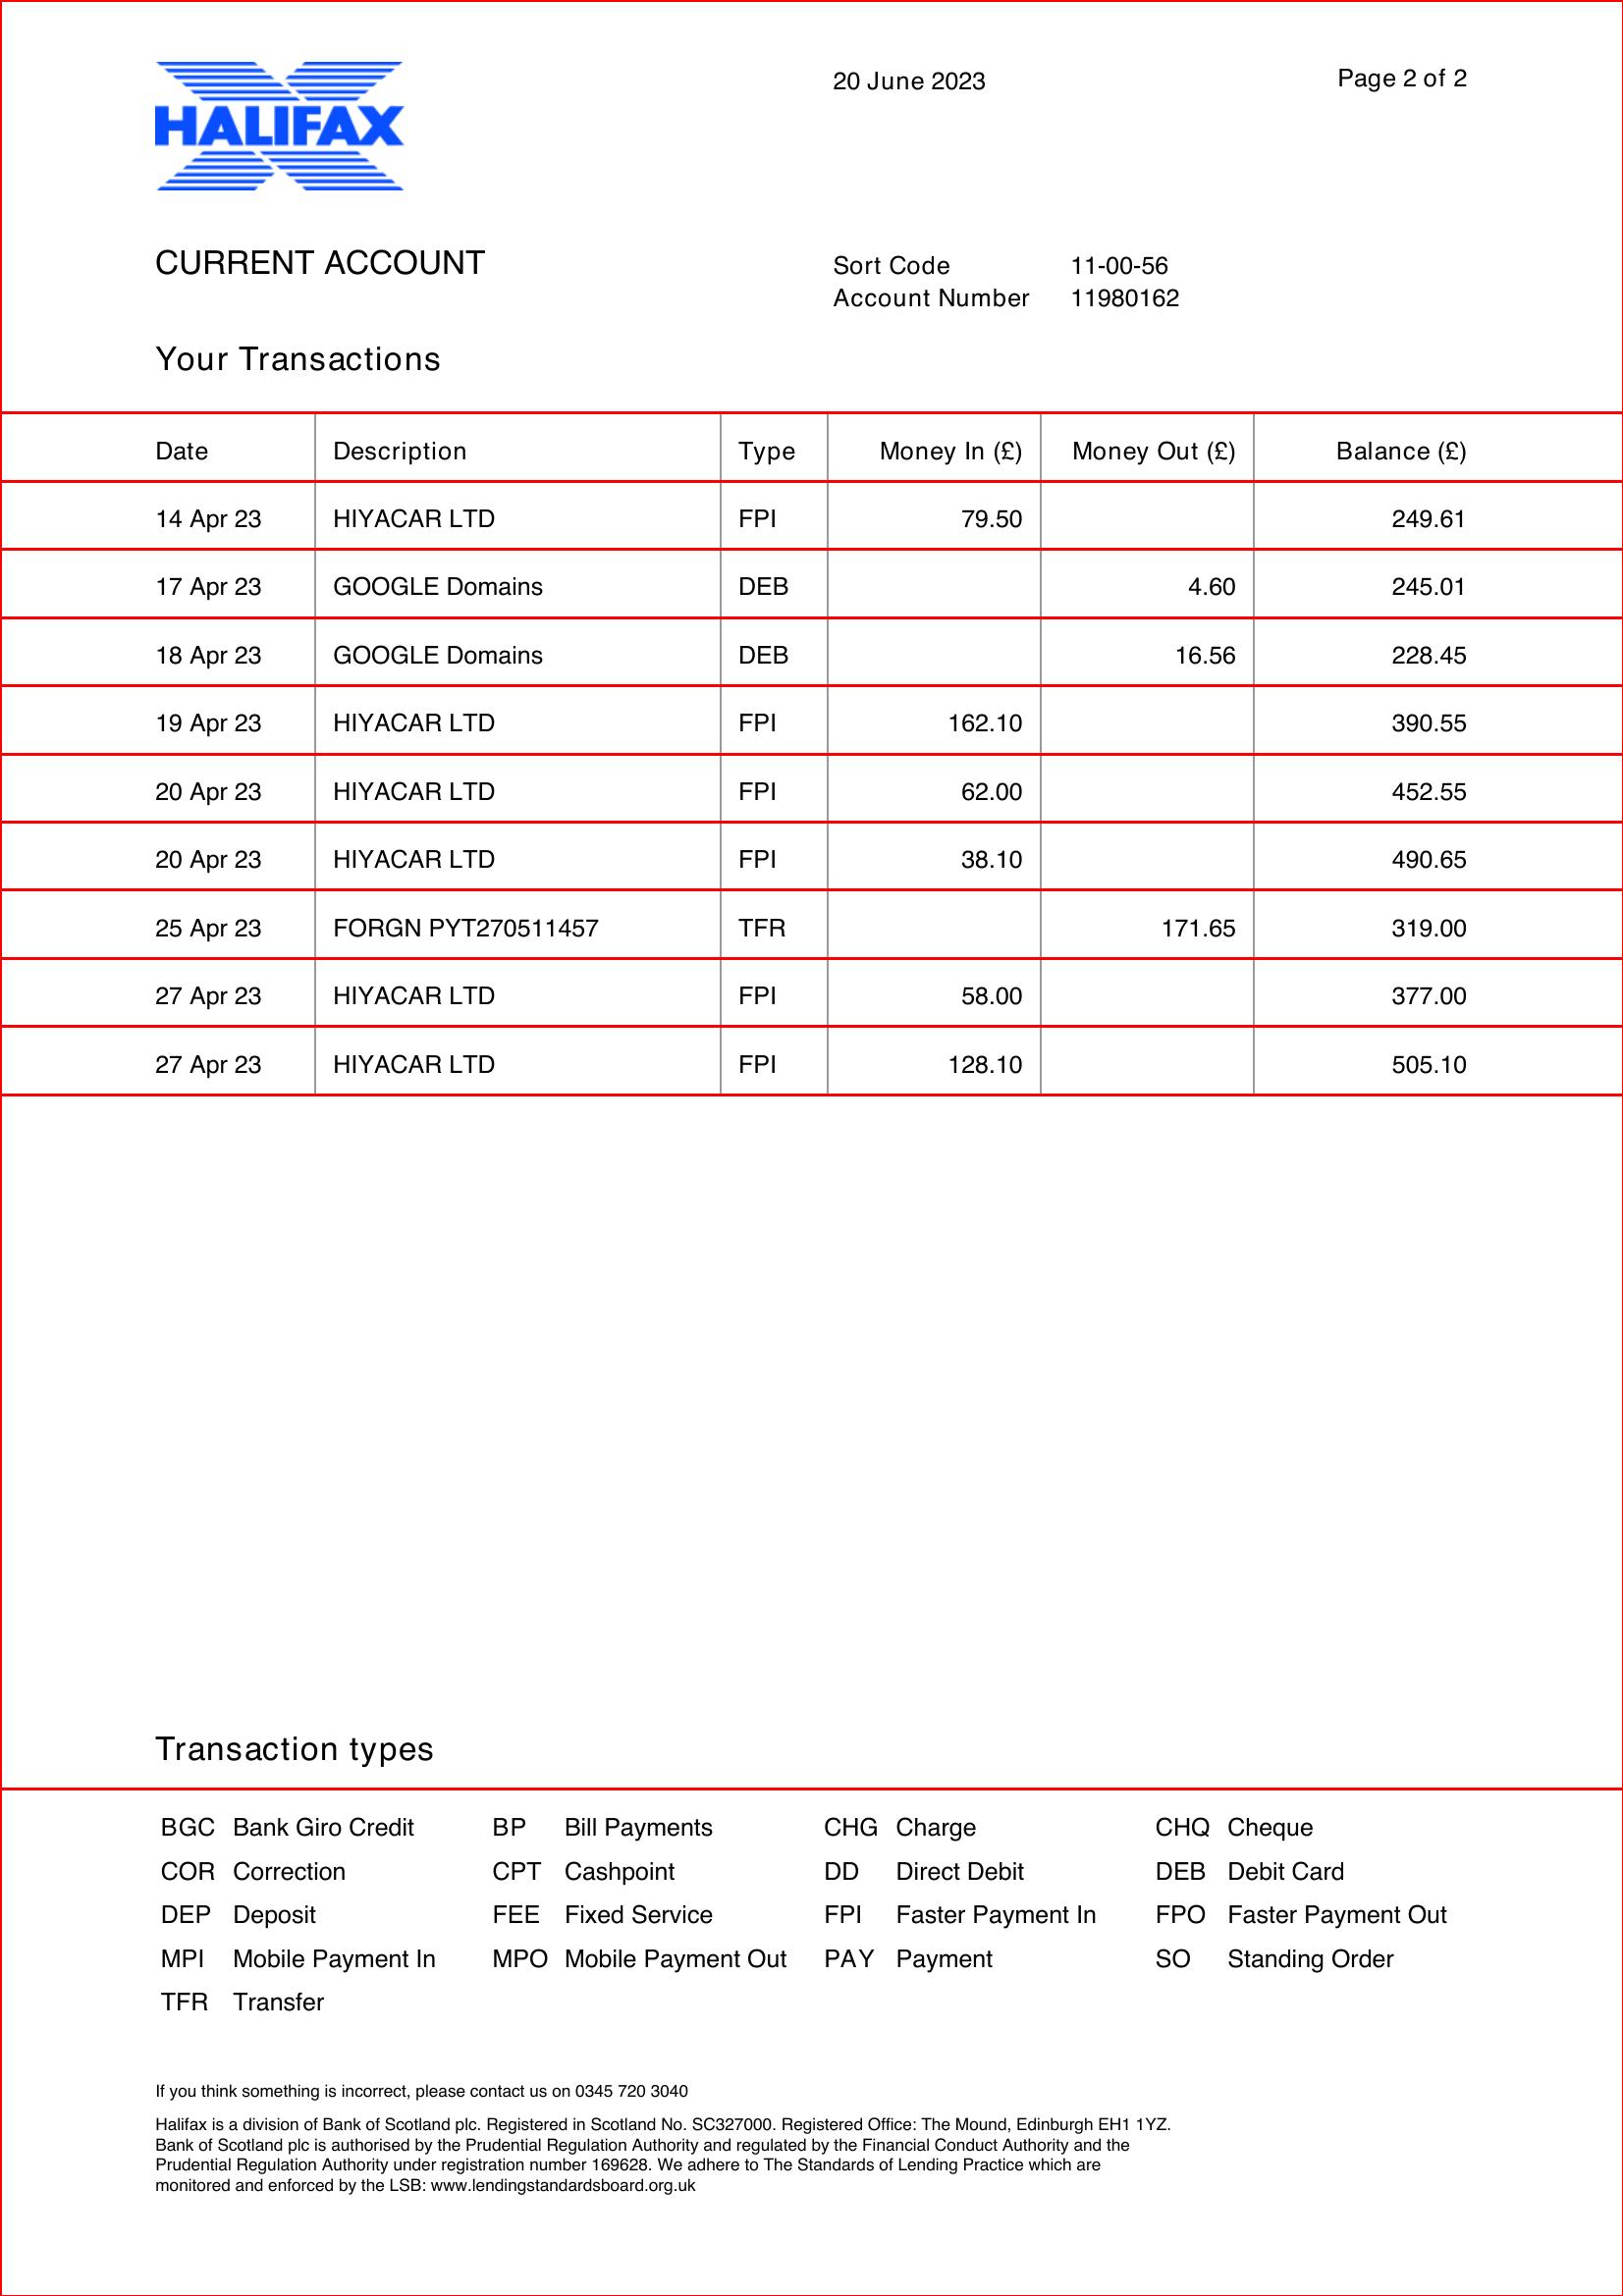 HALIFAX
20 June 2023
Page 2 of 2
CURRENT ACCOUNT
Sort Code 11-00-56
Account Number 11980162
Your Transactions
Date Description Type Money In (£) Money Out (£) Balance (£)
14 Apr 23 HIYACAR LTD FPI 79.50 249.61
17 Apr 23 GOOGLE Domains DEB 4.60 245.01
18 Apr 23 GOOGLE Domains DEB 16.56 228.45
19 Apr 23 HIYACAR LTD FPI 162.10 390.55
20 Apr 23 HIYACAR LTD FPI 62.00 452.55
20 Apr 23 HIYACAR LTD FPI 38.10 490.65
25 Apr 23 FORGN PYT270511457 TFR 171.65 319.00
27 Apr 23 HIYACAR LTD FPI 58.00 377.00
27 Apr 23 HIYACAR LTD FPI 128.10 505.10
Transaction types
BGC Bank Giro Credit BP Bill Payments CHG Charge CHQ Cheque
COR Correction CPT Cashpoint DD Direct Debit DEB Debit Card
DEP Deposit FEE Fixed Service FPI Faster Payment In FPO Faster Payment Out
MPI Mobile Payment In MPO Mobile Payment Out PAY Payment SO Standing Order
TFR Transfer
If you think something is incorrect, please contact us on 0345 720 3040
Halifax is a division of Bank of Scotland plc. Registered in Scotland No. SC327000. Registered Office: The Mound, Edinburgh EH1 1YZ.
Bank of Scotland plc is authorised by the Prudential Regulation Authority and regulated by the Financial Conduct Authority and the
Prudential Regulation Authority under registration number 169628. We adhere to The Standards of Lending Practice which are
monitored and enforced by the LSB: www.lendingstandardsboard.org.uk